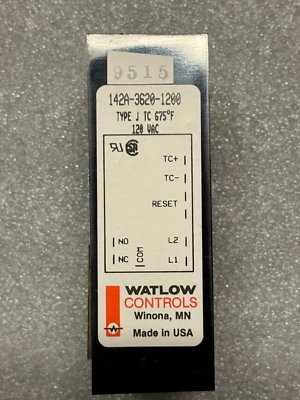 9515
142A-3620-1200
TYPE J TC 675°F
120 VAC
TC+
TC-
RESET
NO L2
NC COM L1
WATLOW
CONTROLS
Winona, MN
Made in USA